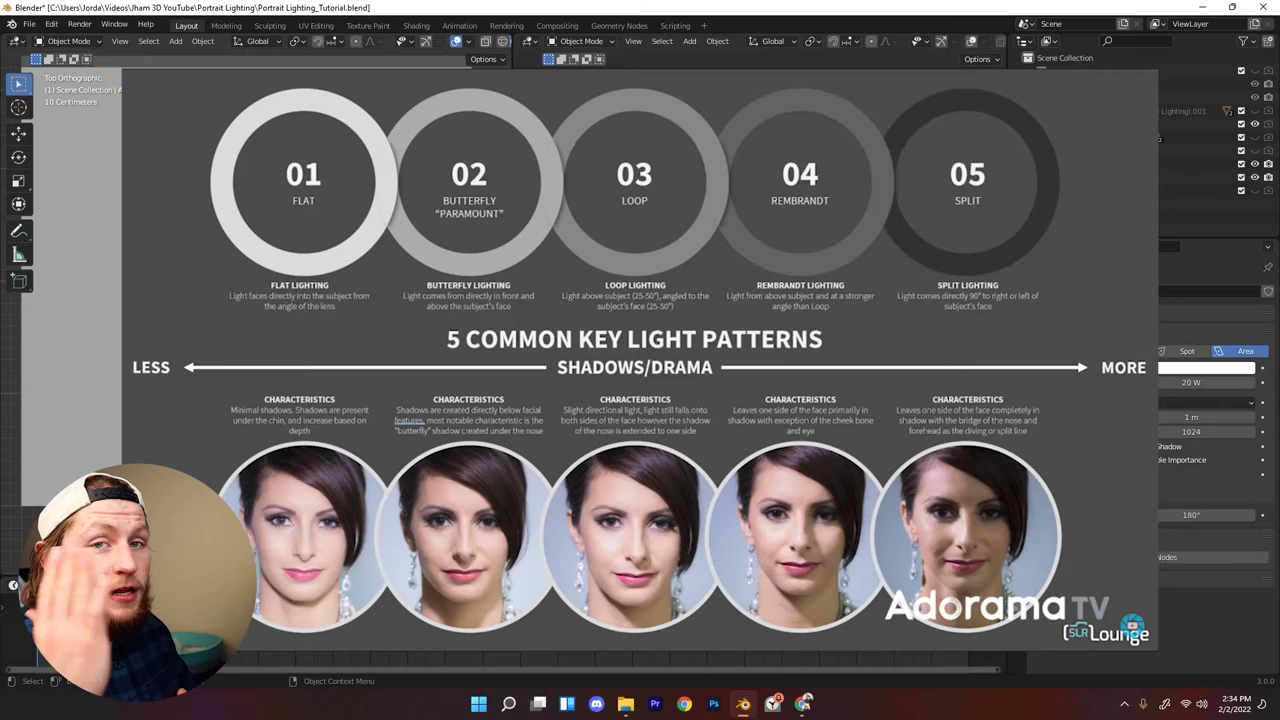 Blender* [C:\Users\Jorda\Videos\Jham 3D YouTube\Portrait Lighting\Portrait Lighting_Tutorial.blend]
File Edit Render Window Help Layout Modeling Sculpting UV Editing Texture Paint Shading Animation Rendering Compositing Geometry Nodes Scripting + Scene ViewLayer
Object Mode View Select Add Object Global Object Mode View Select Add Object Global
Options Options Scene Collection
Top Orthographic
(1) Scene Collection | A
10 Centimeters
Lighting).001
01 02 03 04 05
FLAT BUTTERFLY LOOP REMBRANDT SPLIT
"PARAMOUNT"
FLAT LIGHTING BUTTERFLY LIGHTING LOOP LIGHTING REMBRANDT LIGHTING SPLIT LIGHTING
Light faces directly into the subject from Light comes from directly in front and Light above subject (25-50°), angled to the Light from above subject and at a stronger Light comes directly 90° to right or left of
the angle of the lens above the subject's face subject's face (25-50°) angle than Loop subject's face
5 COMMON KEY LIGHT PATTERNS
LESS SHADOWS/DRAMA MORE
Spot Area
20 W
1 m
1024
Shadow
ple Importance
180°
Nodes
CHARACTERISTICS CHARACTERISTICS CHARACTERISTICS CHARACTERISTICS CHARACTERISTICS
Minimal shadows. Shadows are present Shadows are created directly below facial Slight directional light, light still falls onto Leaves one side of the face primarily in Leaves one side of the face completely in
under the chin, and increase based on features, most notable characteristic is the both sides of the face however the shadow shadow with exception of the cheek bone shadow with the bridge of the nose and
depth "butterfly" shadow created under the nose of the nose is extended to one side and eye forehead as the diving or split line
Adorama TV
[SLR Lounge
Select Object Context Menu 3.0.0
2:34 PM
2/2/2022